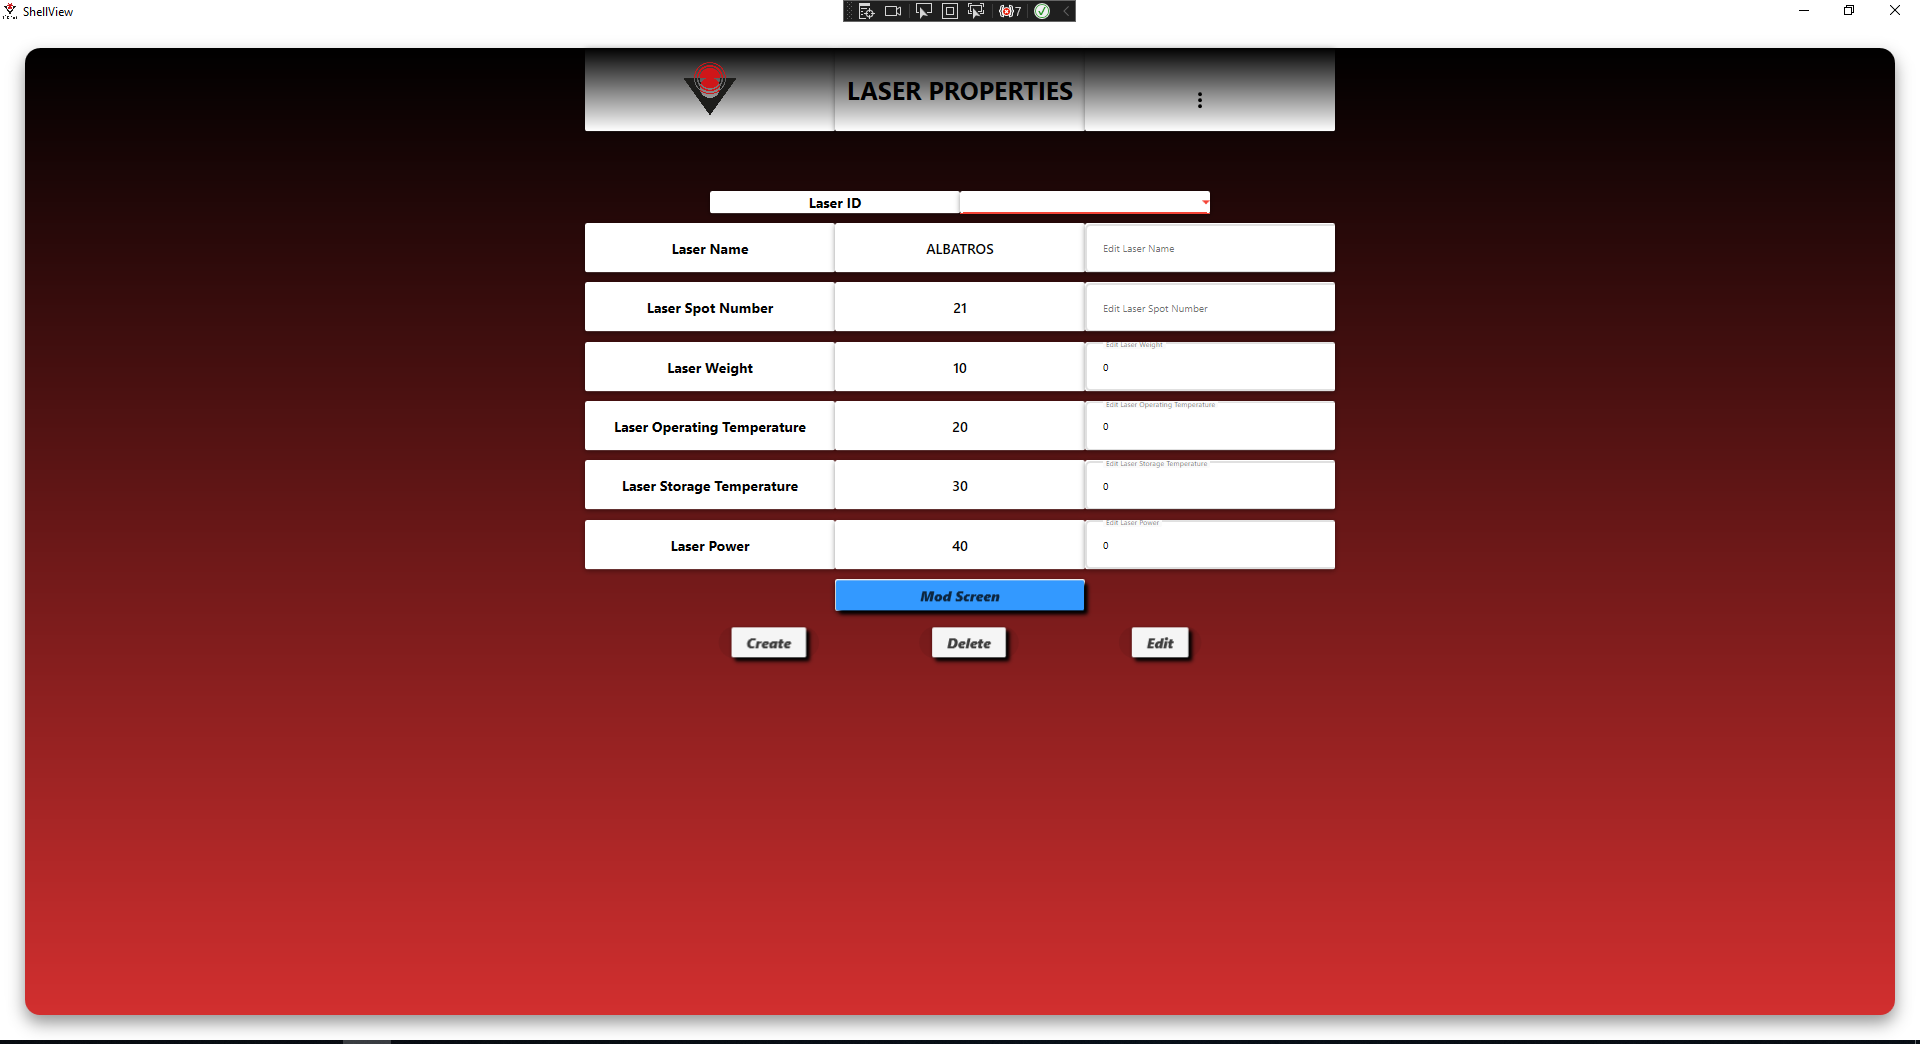 ShellView
7
LASER PROPERTIES
Laser ID
Laser Name ALBATROS Edit Laser Name
Laser Spot Number 21 Edit Laser Spot Number
Edit Laser Weight
Laser Weight 10 0
Edit Laser Operating Temperature
Laser Operating Temperature 20 0
Edit Laser Storage Temperature
Laser Storage Temperature 30 0
Edit Laser Power
Laser Power 40 0
Mod Screen
Create Delete Edit